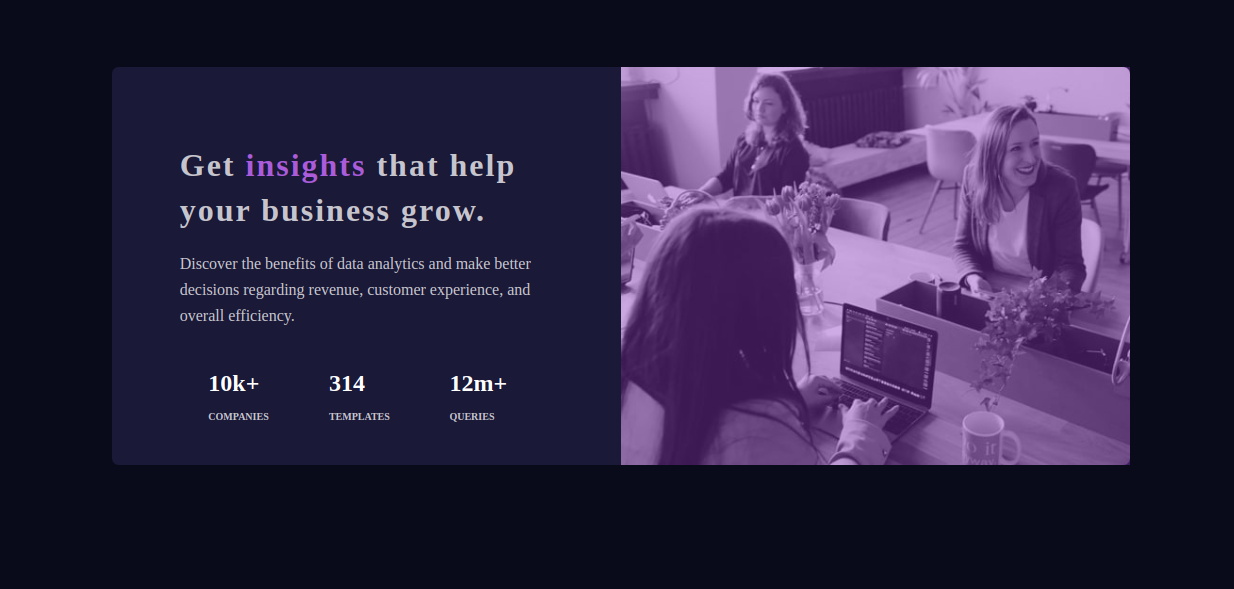 Get insights that help
your business grow.
Discover the benefits of data analytics and make better
decisions regarding revenue, customer experience, and
overall efficiency.
10k+ 314 12m+
COMPANIES TEMPLATES QUERIES